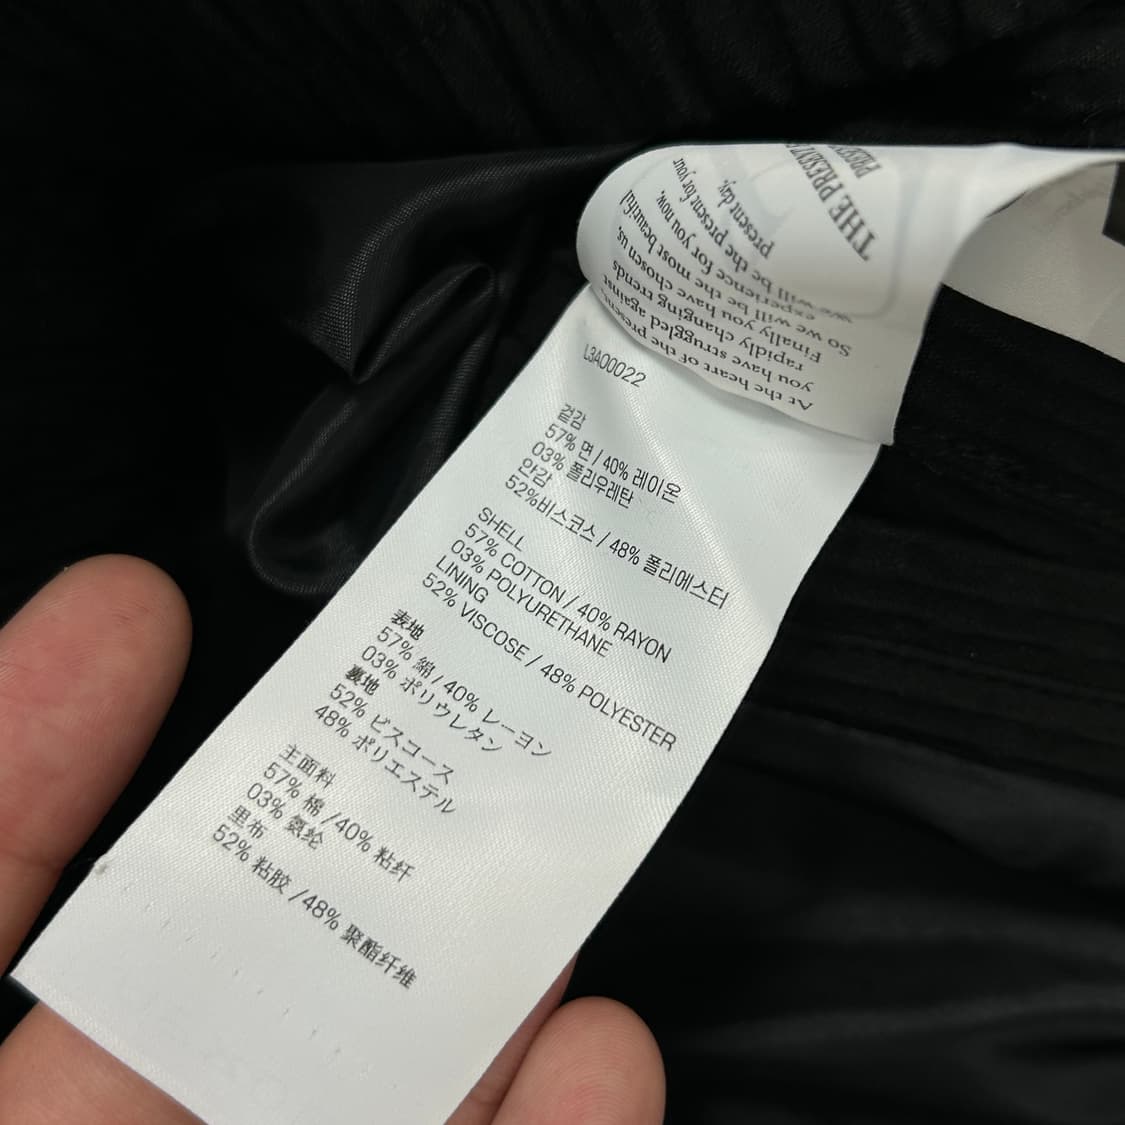 THE PRESENT
present day.
be the present for your
experience for you now,
we will be the most beautiful
So we will be
Finally you have chosen us,
rapidly changing trends
you have struggled against
At the heart of the present
L3A00022
겉감
57% 면 / 40% 레이온
03% 폴리우레탄
안감
52%비스코스 / 48% 폴리에스터
SHELL
57% COTTON / 40% RAYON
03% POLYURETHANE
LINING
52% VISCOSE / 48% POLYESTER
表地
57% 綿 / 40% レーヨン
03% ポリウレタン
裏地
52% ビスコース
48% ポリエステル
主面料
57% 棉 /40% 粘纤
03% 氨纶
里布
52% 粘胶 /48% 聚酯纤维